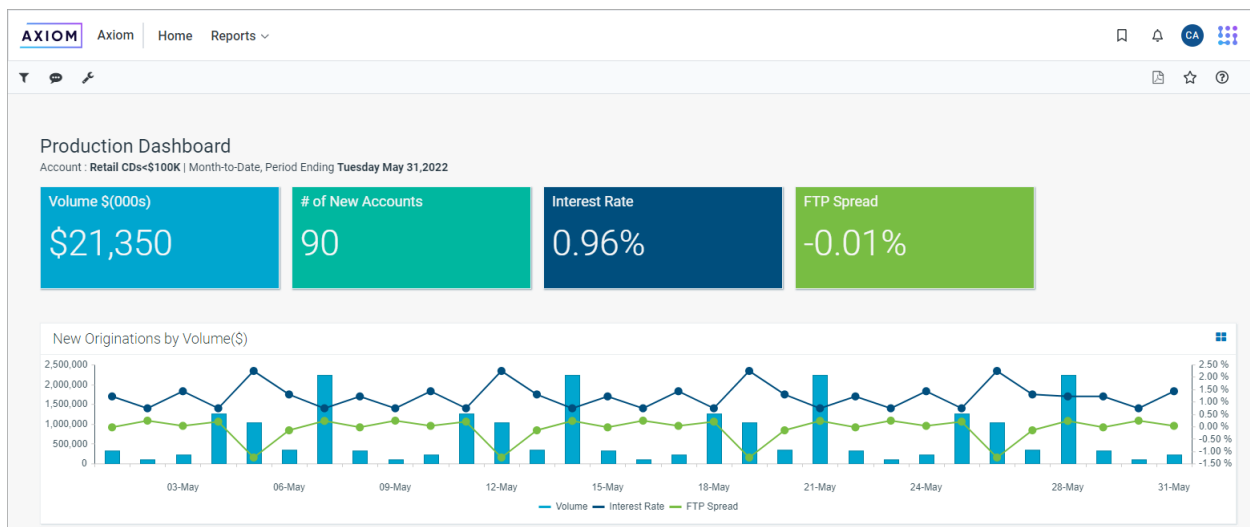 AXIOM Axiom Home Reports
CA
Production Dashboard
Account : Retail CDs<$100K | Month-to-Date, Period Ending Tuesday May 31,2022
Volume $(000s)
$21,350
# of New Accounts
90
Interest Rate
0.96%
FTP Spread
-0.01%
New Originations by Volume($)
2,500,000
2,000,000
1,500,000
1,000,000
500,000
0
2.50 %
2.00 %
1.50 %
1.00 %
0.50 %
0.00 %
-0.50 %
-1.00 %
-1.50 %
03-May 06-May 09-May 12-May 15-May 18-May 21-May 24-May 28-May 31-May
Volume Interest Rate FTP Spread